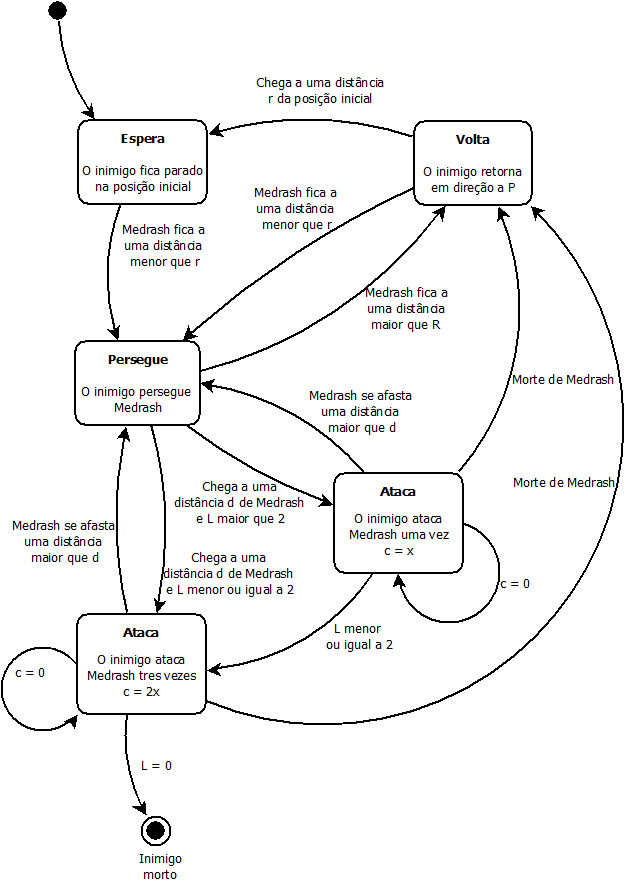 Chega a uma distância
r da posição inicial
Espera
O inimigo fica parado
na posição inicial
Volta
O inimigo retorna
em direção a P
Medrash fica a
uma distância
menor que r
Medrash fica a
uma distância
menor que r
Medrash fica a
uma distância
maior que R
Persegue
O inimigo persegue
Medrash
Medrash se afasta
uma distância
maior que d
Morte de Medrash
Chega a uma
distância d de Medrash
e L maior que 2
Ataca
O inimigo ataca
Medrash uma vez
c = x
Morte de Medrash
Medrash se afasta
uma distância
maior que d
Chega a uma
distância d de Medrash
e L menor ou igual a 2
c = 0
Ataca
O inimigo ataca
Medrash tres vezes
c = 2x
L menor
ou igual a 2
c = 0
L = 0
Inimigo
morto